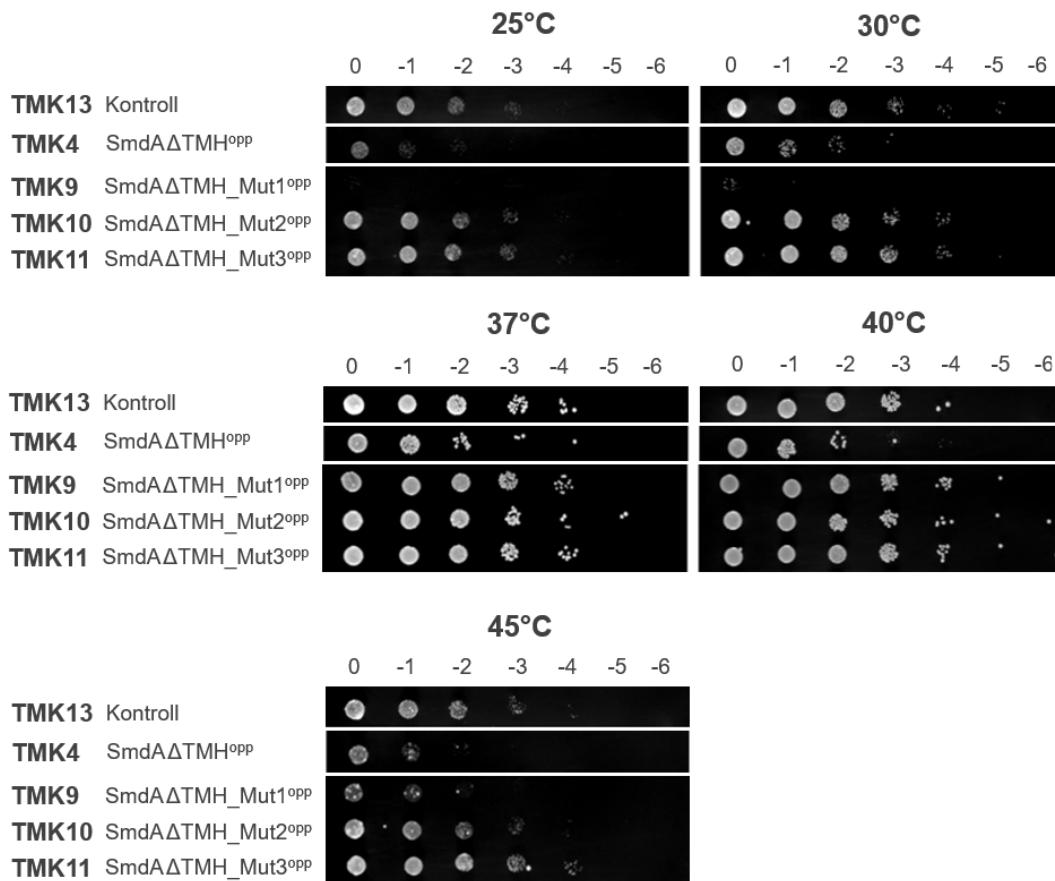 25°C 30°C
0 -1 -2 -3 -4 -5 -6 0 -1 -2 -3 -4 -5 -6
TMK13 Kontroll
TMK4 SmdAΔTMHᵒᵖᵖ
TMK9 SmdAΔTMH_Mut1ᵒᵖᵖ
TMK10 SmdAΔTMH_Mut2ᵒᵖᵖ
TMK11 SmdAΔTMH_Mut3ᵒᵖᵖ
37°C 40°C
0 -1 -2 -3 -4 -5 -6 0 -1 -2 -3 -4 -5 -6
TMK13 Kontroll
TMK4 SmdAΔTMHᵒᵖᵖ
TMK9 SmdAΔTMH_Mut1ᵒᵖᵖ
TMK10 SmdAΔTMH_Mut2ᵒᵖᵖ
TMK11 SmdAΔTMH_Mut3ᵒᵖᵖ
45°C
0 -1 -2 -3 -4 -5 -6
TMK13 Kontroll
TMK4 SmdAΔTMHᵒᵖᵖ
TMK9 SmdAΔTMH_Mut1ᵒᵖᵖ
TMK10 SmdAΔTMH_Mut2ᵒᵖᵖ
TMK11 SmdAΔTMH_Mut3ᵒᵖᵖ